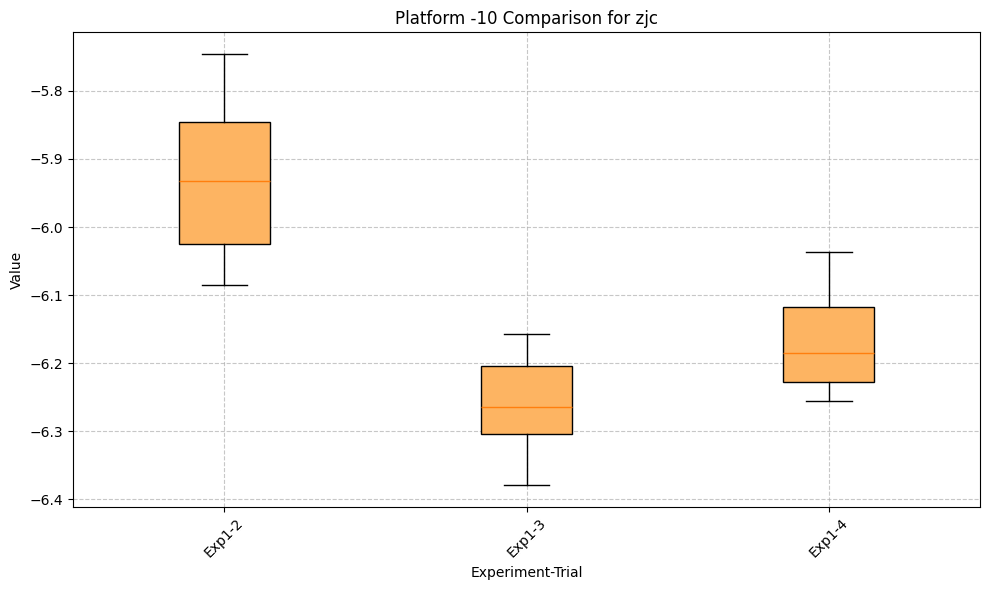 Platform -10 Comparison for zjc
−5.8
−5.9
−6.0
−6.1
−6.2
−6.3
−6.4
Value
Exp1-2
Exp1-3
Exp1-4
Experiment-Trial